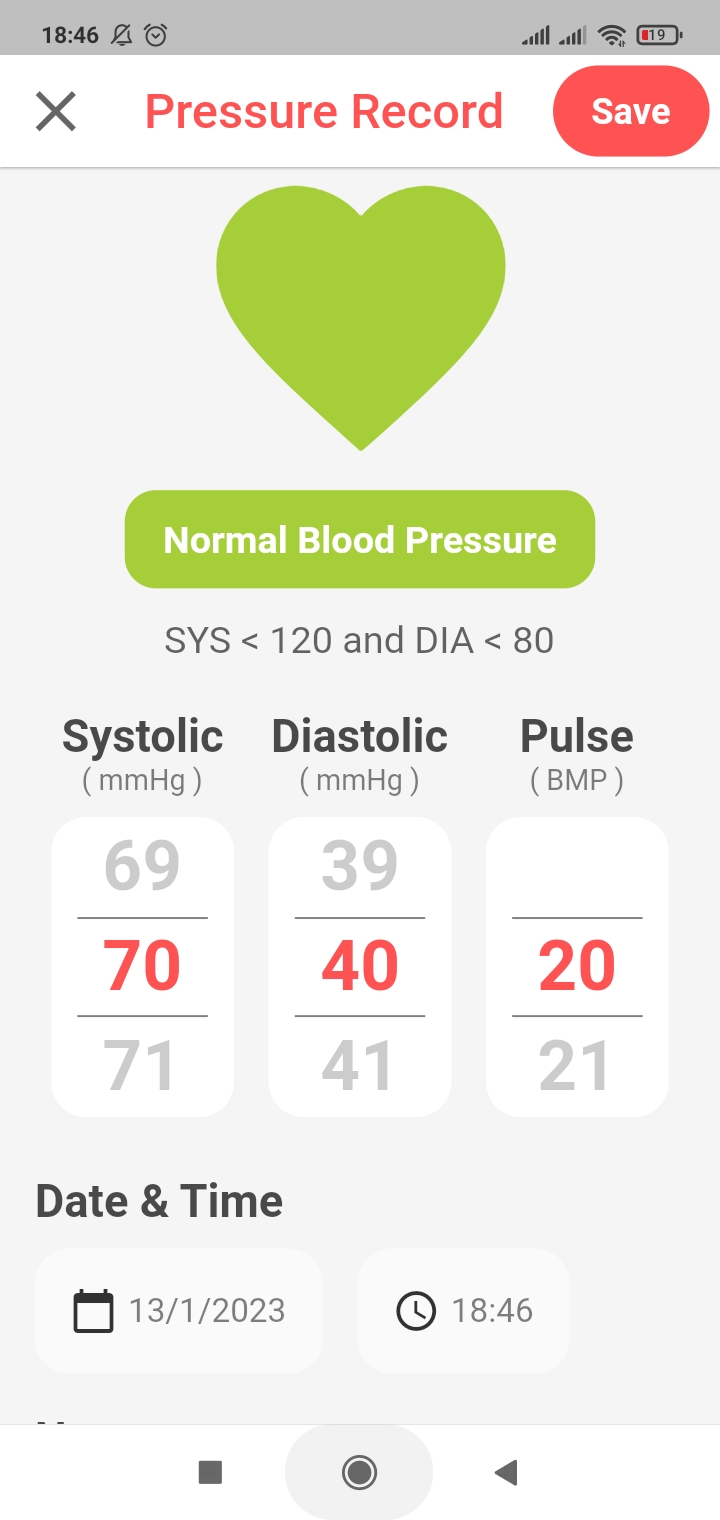 18:46 19
Pressure Record Save
Normal Blood Pressure
SYS < 120 and DIA < 80
Systolic Diastolic Pulse
( mmHg ) ( mmHg ) ( BMP )
69 39
70 40 20
71 41 21
Date & Time
13/1/2023 18:46